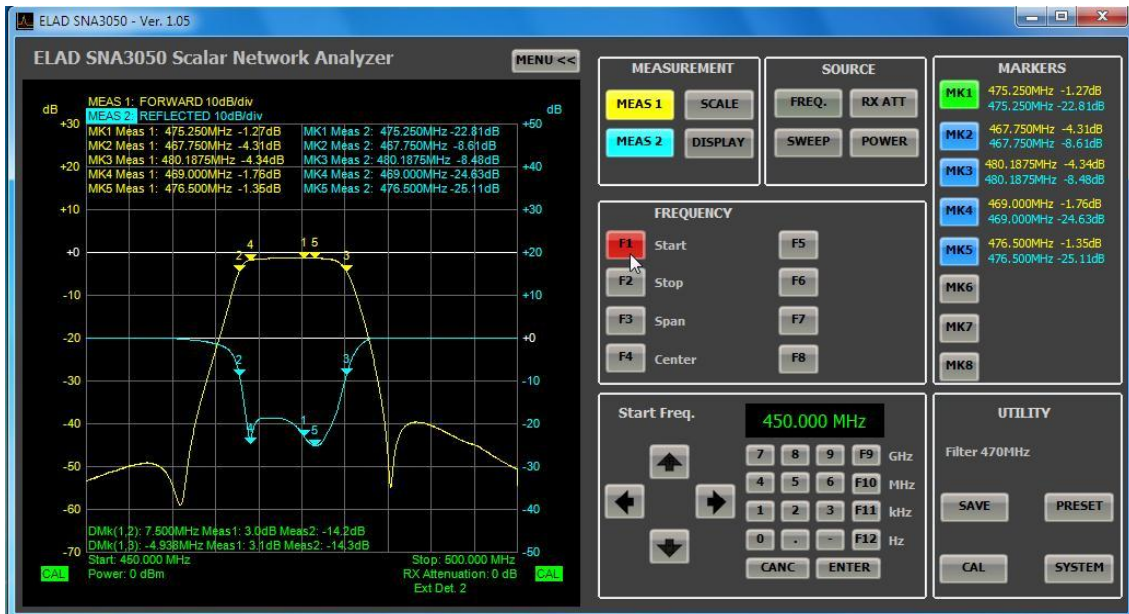 ELAD SNA3050 - Ver. 1.05
ELAD SNA3050 Scalar Network Analyzer
MENU <<
MEAS 1: FORWARD 10dB/div
MEAS 2: REFLECTED 10dB/div
dB
dB
MK1 Meas 1: 475.250MHz -1.27dB MK1 Meas 2: 475.250MHz -22.81dB
MK2 Meas 1: 467.750MHz -4.31dB MK2 Meas 2: 467.750MHz -8.61dB
MK3 Meas 1: 480.1875MHz -4.34dB MK3 Meas 2: 480.1875MHz -8.48dB
MK4 Meas 1: 469.000MHz -1.76dB MK4 Meas 2: 469.000MHz -24.63dB
MK5 Meas 1: 476.500MHz -1.35dB MK5 Meas 2: 476.500MHz -25.11dB
+30 +50
+20 +40
+10 +30
+0 +20
-10 +10
-20 +0
-30 -10
-40 -20
-50 -30
-60 -40
-70 -50
2 4 1 5 3
2 3
4 1 5
DMk(1,2): 7.500MHz Meas1: 3.0dB Meas2: -14.2dB
DMk(1,3): -4.938MHz Meas1: 3.1dB Meas2: -14.3dB
Start: 450.000 MHz Stop: 500.000 MHz
CAL Power: 0 dBm RX Attenuation: 0 dB CAL
Ext Det. 2
MEASUREMENT
MEAS 1 SCALE
MEAS 2 DISPLAY
SOURCE
FREQ. RX ATT
SWEEP POWER
FREQUENCY
F1 Start F5
F2 Stop F6
F3 Span F7
F4 Center F8
MARKERS
MK1 475.250MHz -1.27dB
475.250MHz -22.81dB
MK2 467.750MHz -4.31dB
467.750MHz -8.61dB
MK3 480.1875MHz -4.34dB
480.1875MHz -8.48dB
MK4 469.000MHz -1.76dB
469.000MHz -24.63dB
MK5 476.500MHz -1.35dB
476.500MHz -25.11dB
MK6
MK7
MK8
Start Freq. 450.000 MHz
7 8 9 F9 GHz
4 5 6 F10 MHz
1 2 3 F11 kHz
0 . - F12 Hz
CANC ENTER
UTILITY
Filter 470MHz
SAVE PRESET
CAL SYSTEM